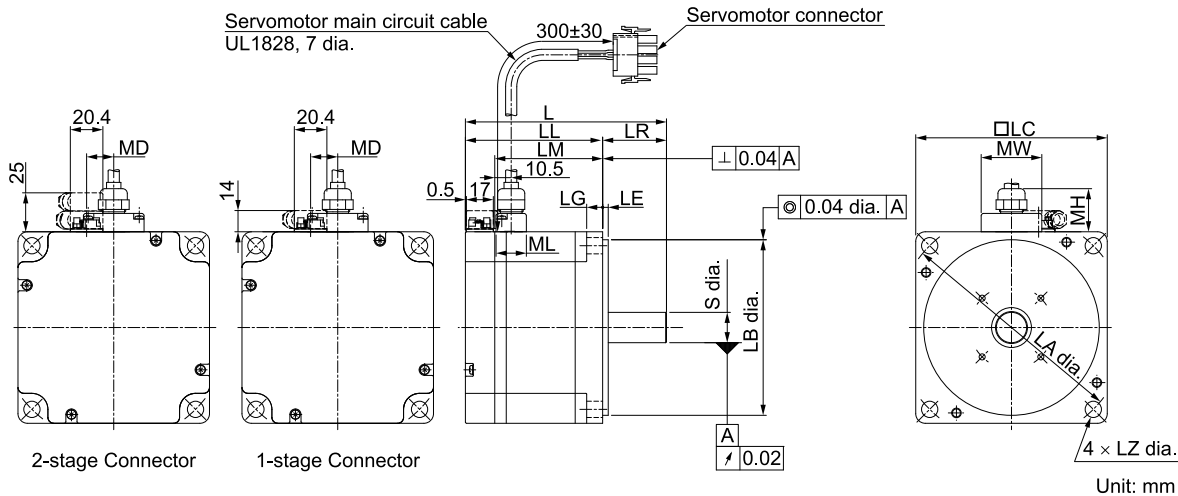 Servomotor main circuit cable
UL1828, 7 dia.
300±30
Servomotor connector
20.4
MD
25
20.4
MD
14
L
LL
LR
LM
10.5
0.5
17
LG
LE
ML
⊥ 0.04 A
◎ 0.04 dia. A
S dia.
LB dia.
A
↗ 0.02
□LC
MW
MH
LA dia.
4 × LZ dia.
2-stage Connector
1-stage Connector
Unit: mm